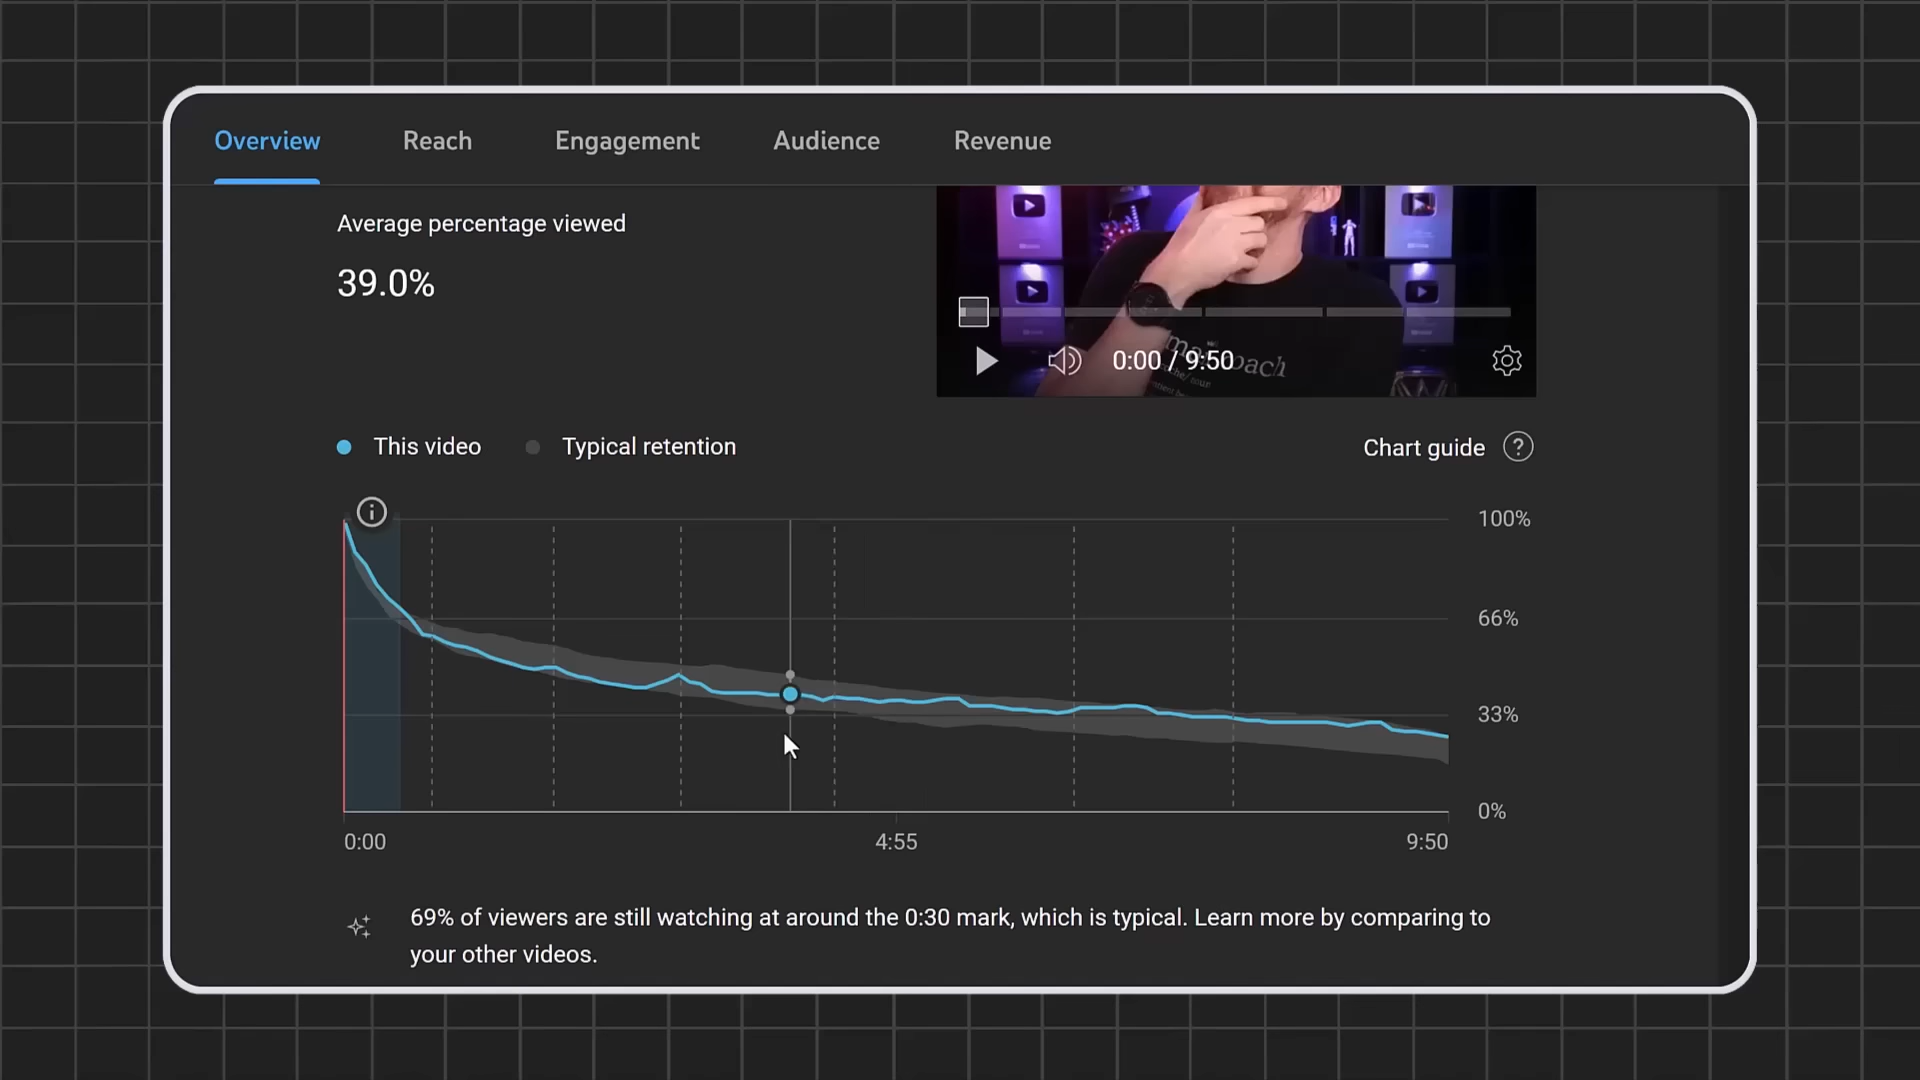 Overview Reach Engagement Audience Revenue
Average percentage viewed
39.0%
0:00 / 9:50
This video Typical retention
Chart guide ?
100%
66%
33%
0%
0:00 4:55 9:50
69% of viewers are still watching at around the 0:30 mark, which is typical. Learn more by comparing to
your other videos.